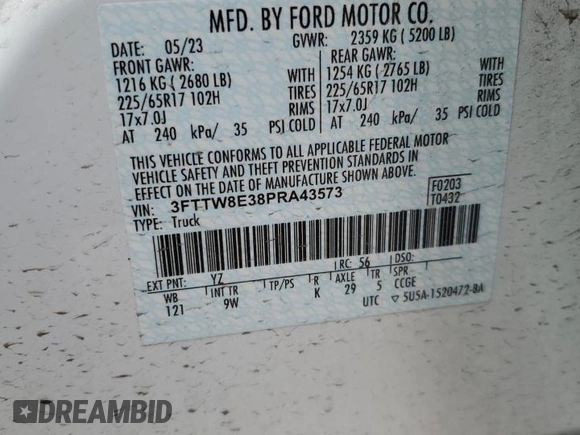 MFD. BY FORD MOTOR CO.
DATE: 05/23 GVWR: 2359 KG ( 5200 LB)
FRONT GAWR: REAR GAWR:
1216 KG ( 2680 LB) WITH 1254 KG ( 2765 LB) WITH
225/65R17 102H TIRES 225/65R17 102H TIRES
17x7.0J RIMS 17x7.0J RIMS
AT 240 kPa/ 35 PSI COLD AT 240 kPa/ 35 PSI COLD
THIS VEHICLE CONFORMS TO ALL APPLICABLE FEDERAL MOTOR
VEHICLE SAFETY AND THEFT PREVENTION STANDARDS IN
EFFECT ON THE DATE OF MANUFACTURE SHOWN ABOVE.
VIN: 3FTTW8E38PRA43573 F0203
TYPE: Truck T0432
EXT PNT: YZ RC: 56 DSO:
WB INT TR TP/PS R AXLE TR SPR
121 9W K 29 5 CCGE
UTC ▽ 5U5A-1520472-BA
DREAMBID